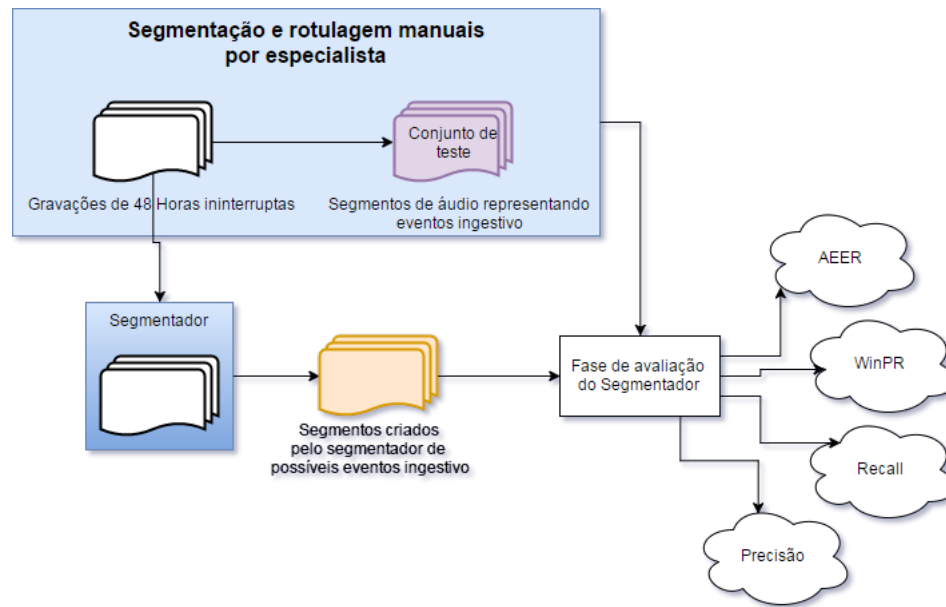 Segmentação e rotulagem manuais
por especialista
Conjunto de
teste
Gravações de 48 Horas ininterruptas
Segmentos de áudio representando
eventos ingestivo
Segmentador
Segmentos criados
pelo segmentador de
possíveis eventos ingestivo
Fase de avaliação
do Segmentador
AEER
WinPR
Recall
Precisão